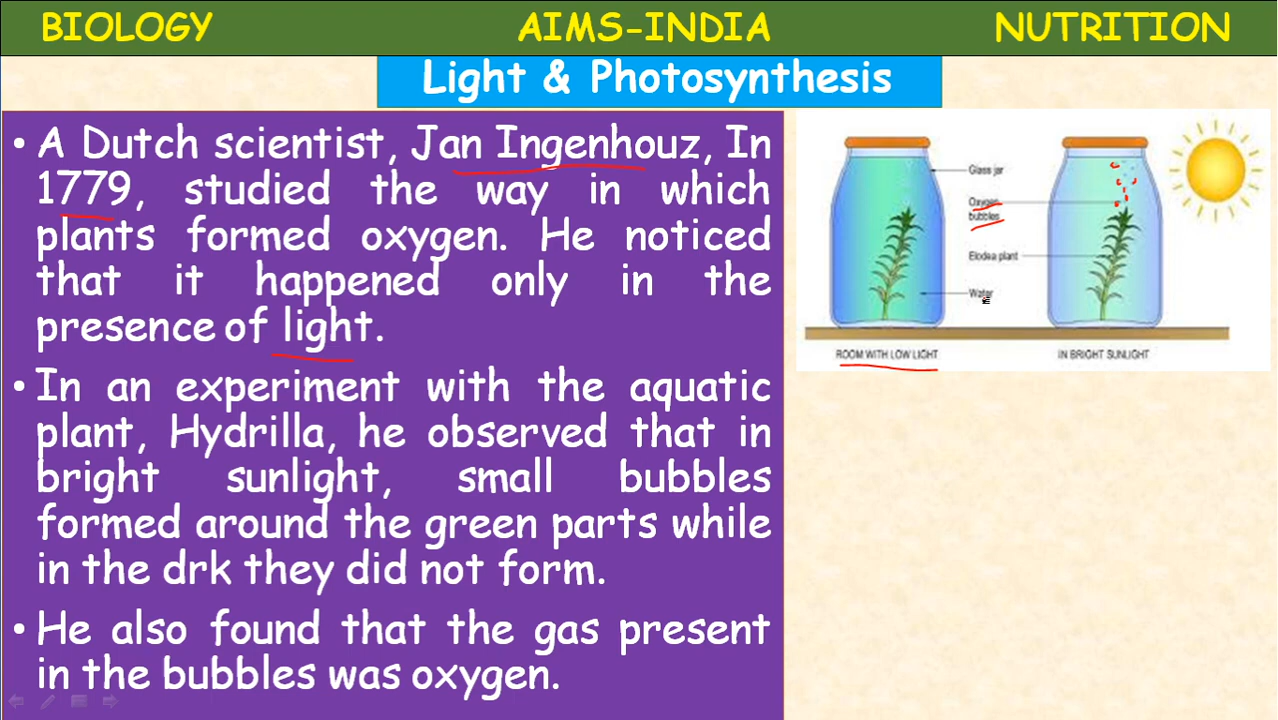 BIOLOGY AIMS-INDIA NUTRITION
Light & Photosynthesis
• A Dutch scientist, Jan Ingenhouz, In
1779, studied the way in which
plants formed oxygen. He noticed
that it happened only in the
presence of light.
• In an experiment with the aquatic
plant, Hydrilla, he observed that in
bright sunlight, small bubbles
formed around the green parts while
in the drk they did not form.
• He also found that the gas present
in the bubbles was oxygen.
Glass jar
Oxygen
bubbles
Elodea plant
Water
ROOM WITH LOW LIGHT
IN BRIGHT SUNLIGHT